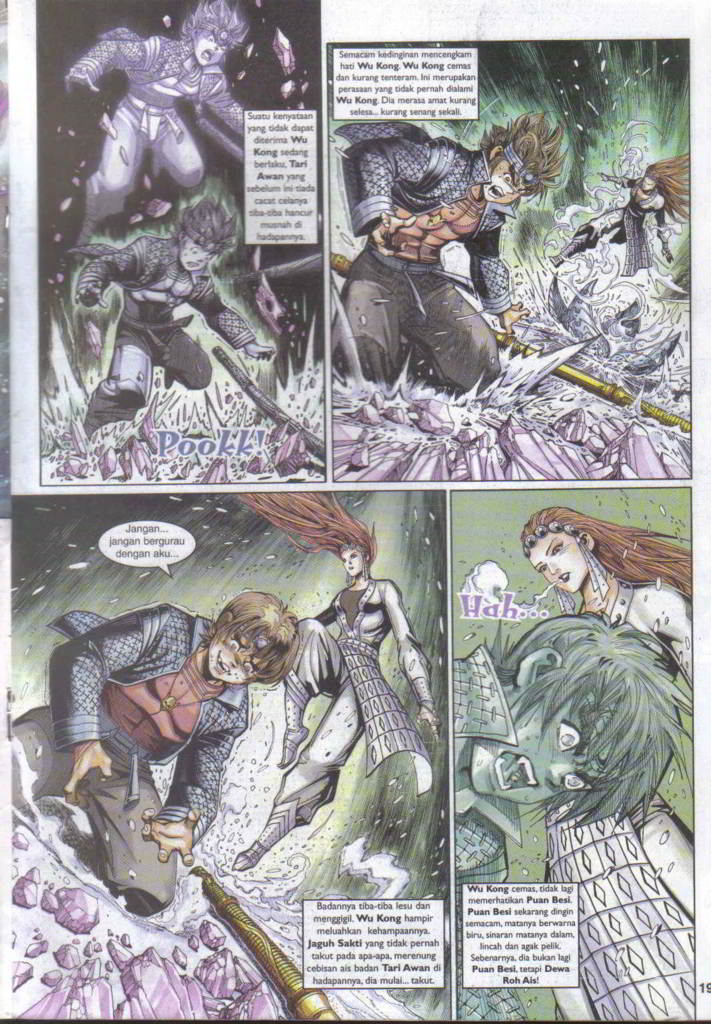 Suatu kenyataan
yang tidak dapat
diterima Wu
Kong sedang
berlaku, Tari
Awan yang
sebelum ini tiada
cacat celanya
tiba-tiba hancur
musnah di
hadapannya.
Pookk!
Semacam kedinginan mencengkam
hati Wu Kong. Wu Kong cemas
dan kurang tenteram. Ini merupakan
perasaan yang tidak pernah dialami
Wu Kong. Dia merasa amat kurang
selesa... kurang senang sekali.
Jangan...
jangan bergurau
dengan aku...
Badannya tiba-tiba lesu dan
menggigil. Wu Kong hampir
meluahkan kehampaannya.
Jaguh Sakti yang tidak pernah
takut pada apa-apa, merenung
cebisan ais badan Tari Awan di
hadapannya, dia mulai... takut.
Hah...
Wu Kong cemas, tidak lagi
memerhatikan Puan Besi.
Puan Besi sekarang dingin
semacam, matanya berwarna
biru, sinaran matanya dalam,
lincah dan agak pelik.
Sebenarnya, dia bukan lagi
Puan Besi, tetapi Dewa
Roh Ais!
19